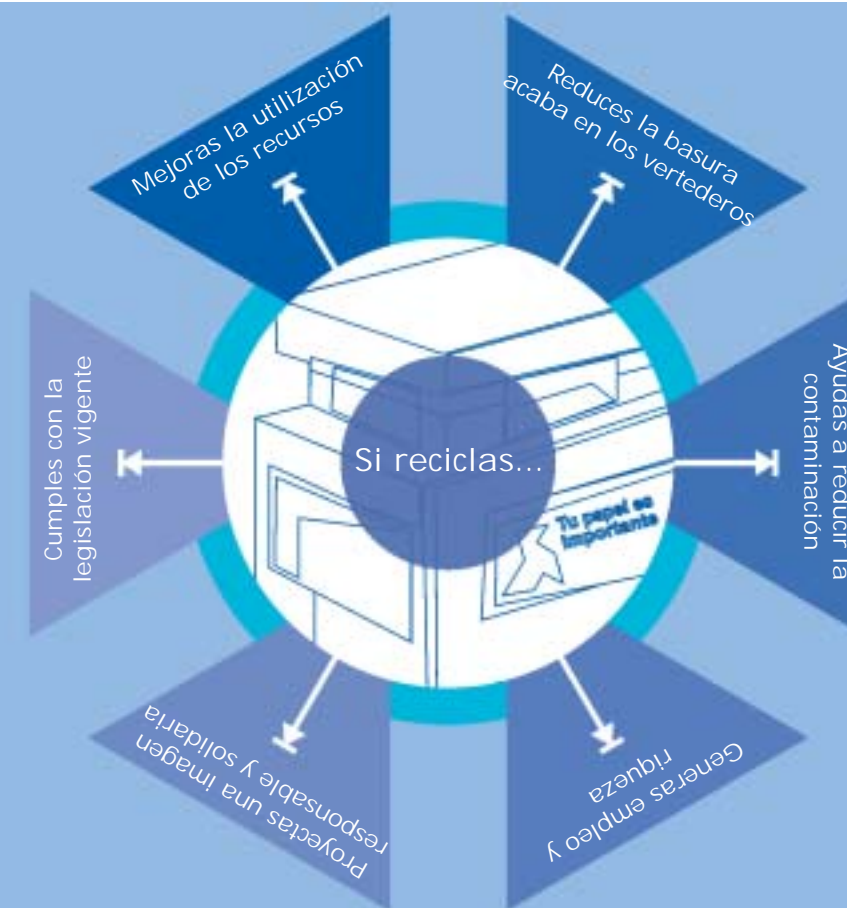 Mejoras la utilización
de los recursos
Reduces la basura
acaba en los vertederos
Ayudas a reducir la
contaminación
Generas empleo y
riqueza
Proyectas una imagen
responsable y solidaria
Cumples con la
legislación vigente
Si reciclas...
Tu papel es
importante